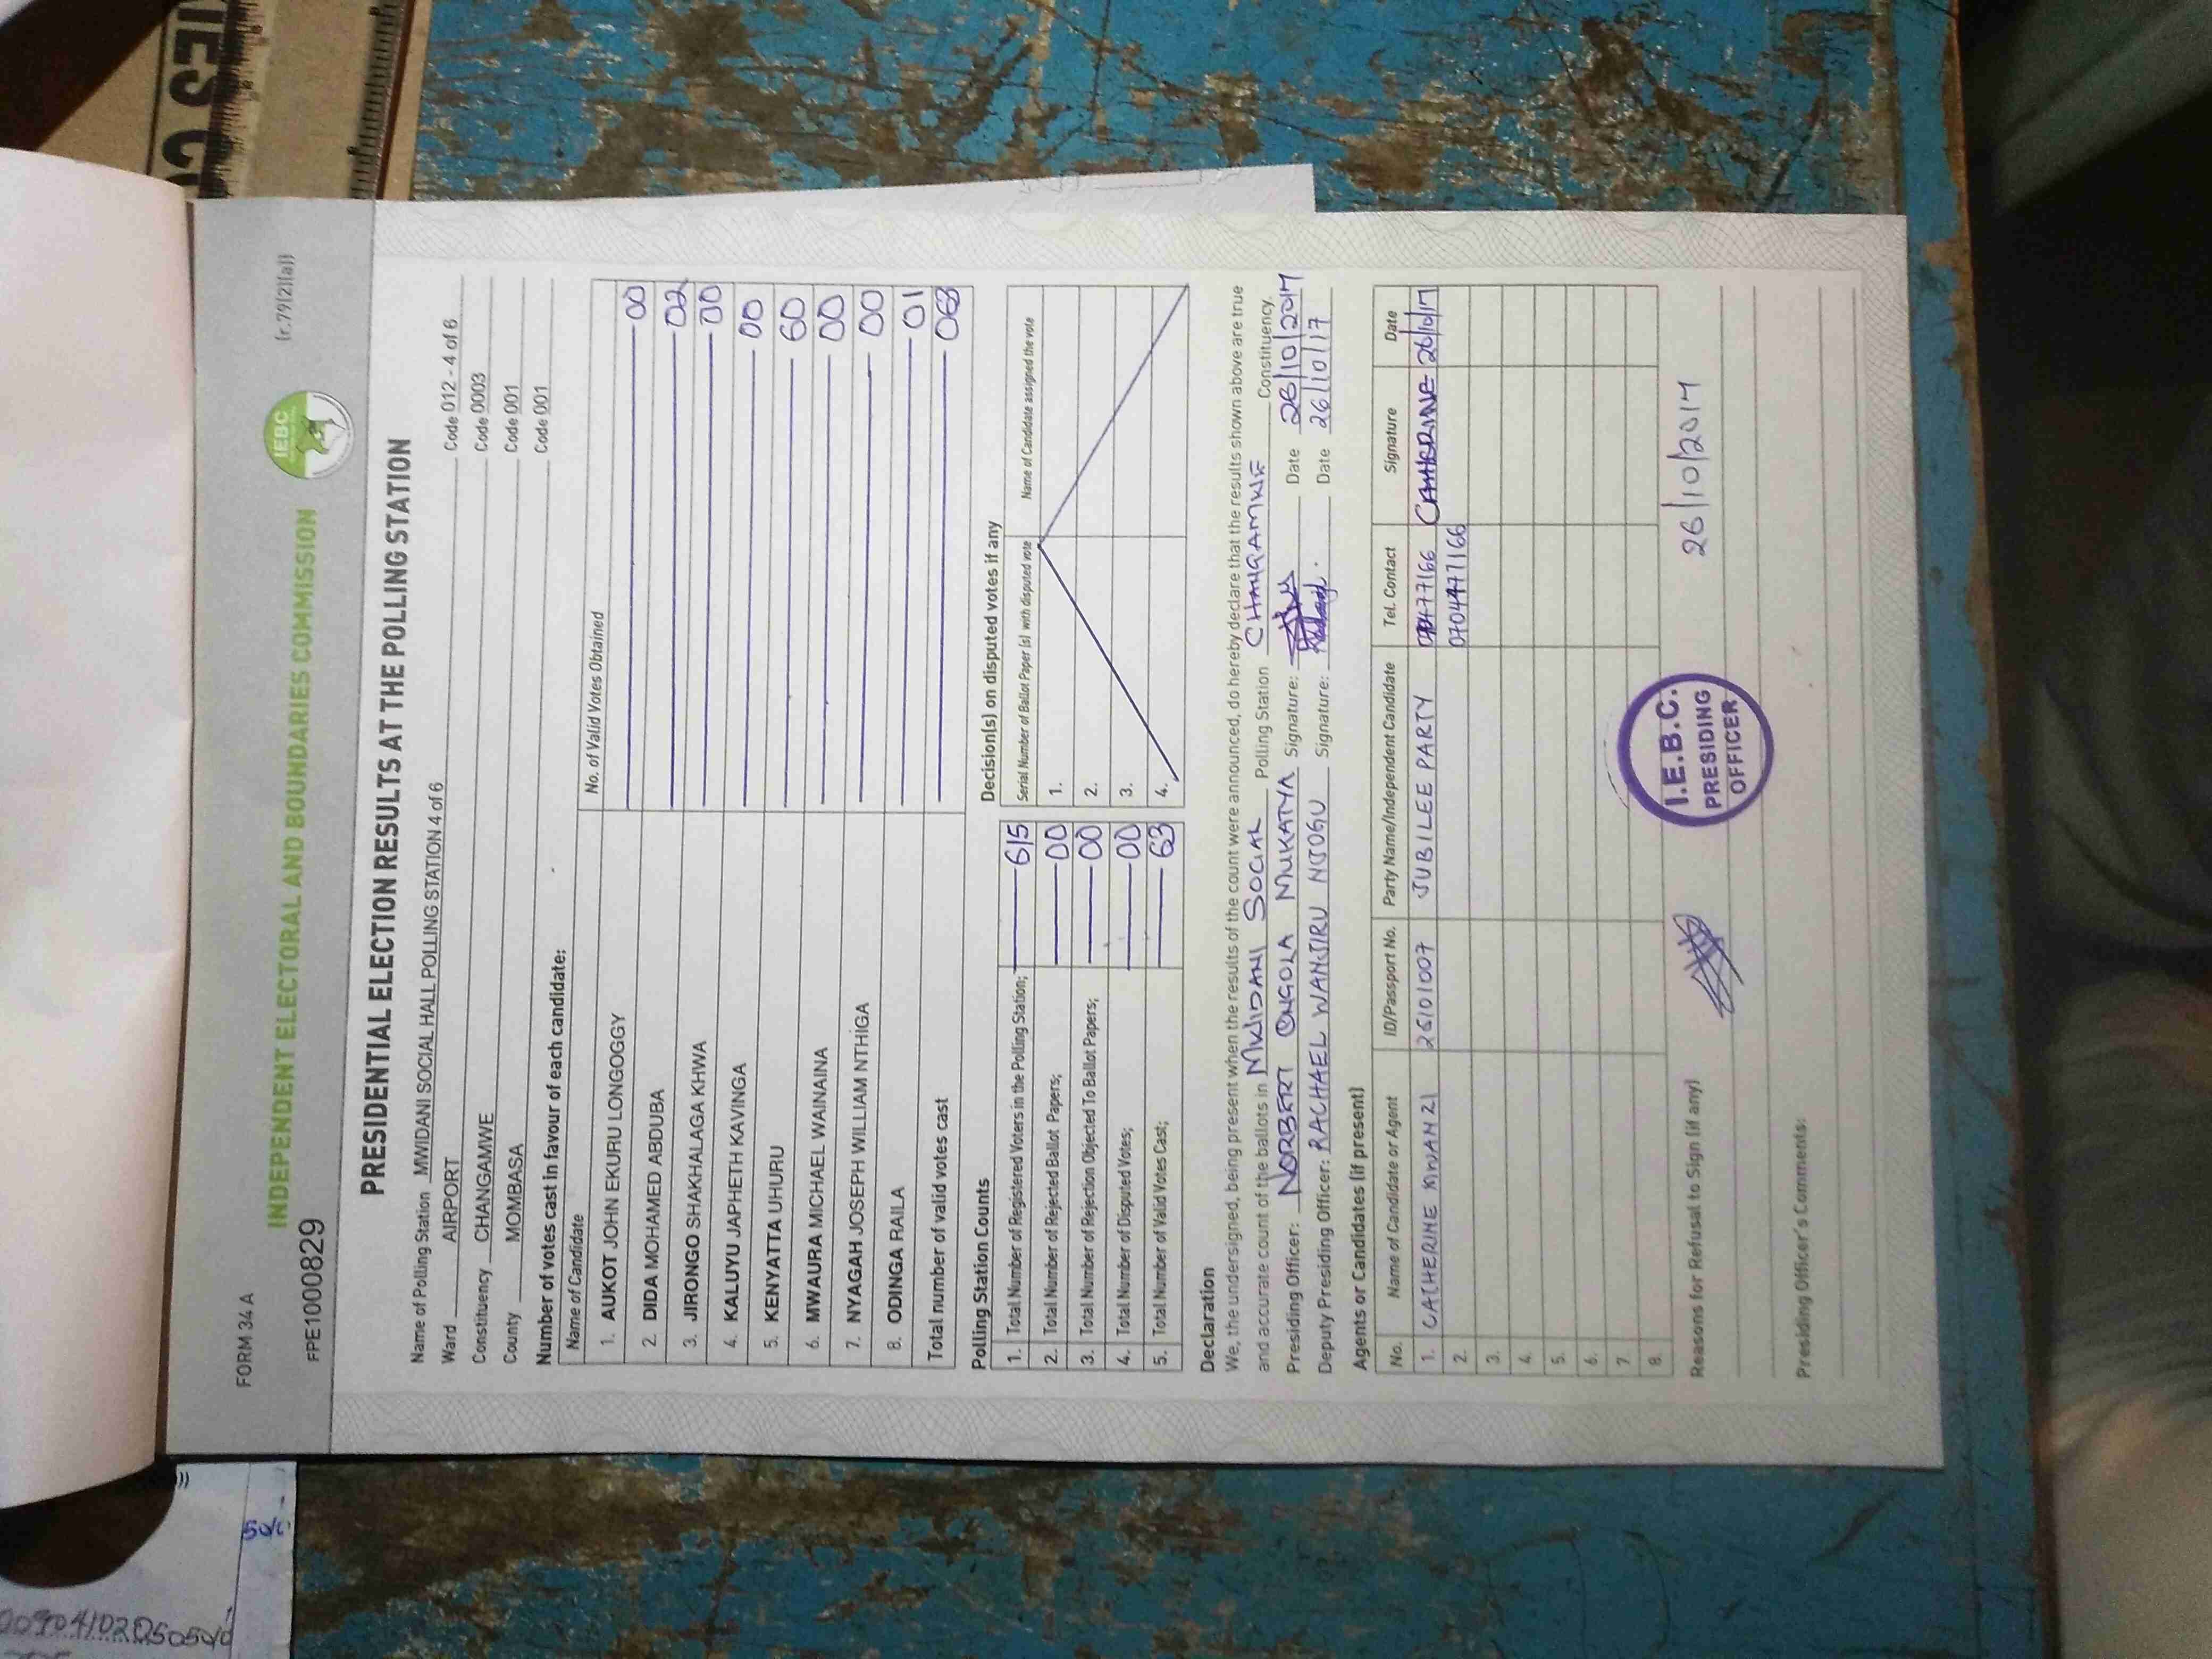 FORM 34 A
(r.79(2)(a))
IEBC
INDEPENDENT ELECTORAL AND BOUNDARIES COMMISSION
FPE1000829
PRESIDENTIAL ELECTION RESULTS AT THE POLLING STATION
Name of Polling Station MWIDANI SOCIAL HALL POLLING STATION 4 of 6 Code 012 - 4 of 6
Ward AIRPORT Code 0003
Constituency CHANGAMWE Code 001
County MOMBASA Code 001
Number of votes cast in favour of each candidate:
Name of Candidate No. of Valid Votes Obtained
1. AUKOT JOHN EKURU LONGOGGY 00
2. DIDA MOHAMED ABDUBA 02
3. JIRONGO SHAKHALAGA KHWA 00
4. KALUYU JAPHETH KAVINGA 00
5. KENYATTA UHURU 60
6. MWAURA MICHAEL WAINAINA 00
7. NYAGAH JOSEPH WILLIAM NTHIGA 00
8. ODINGA RAILA 01
Total number of valid votes cast 063
Polling Station Counts
1. Total Number of Registered Voters in the Polling Station; 615
2. Total Number of Rejected Ballot Papers; 00
3. Total Number of Rejection Objected To Ballot Papers; 00
4. Total Number of Disputed Votes; 00
5. Total Number of Valid Votes Cast; 63
Decision(s) on disputed votes if any
Serial Number of Ballot Paper (s) with disputed vote Name of Candidate assigned the vote
1.
2.
3.
4.
Declaration
We, the undersigned, being present when the results of the count were announced, do hereby declare that the results shown above are true
and accurate count of the ballots in MWIDANI SOCIAL Polling Station CHANGAMWE Constituency.
Presiding Officer: NORBERT ONGOLA MUKATYA Signature: Date 26/10/2017
Deputy Presiding Officer: RACHAEL WANJIRU NJOGU Signature: Date 26/10/17
Agents or Candidates (if present)
No. Name of Candidate or Agent ID/Passport No. Party Name/Independent Candidate Tel. Contact Signature Date
1. CATHERINE 26101007 JUBILEE PARTY CATHERINE 26/10/17
2. 0704477166
3.
4.
5.
6.
7.
8.
Reasons for Refusal to Sign (if any) 26/10/2017
I.E.B.C.
PRESIDING
OFFICER
Presiding Officer's Comments: